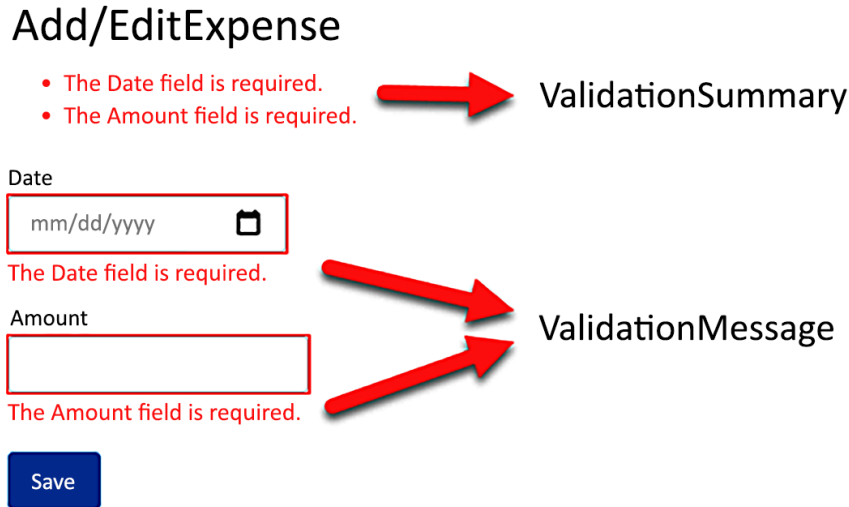 Add/EditExpense
• The Date field is required.
• The Amount field is required.
ValidationSummary
Date
mm/dd/yyyy
The Date field is required.
Amount
ValidationMessage
The Amount field is required.
Save